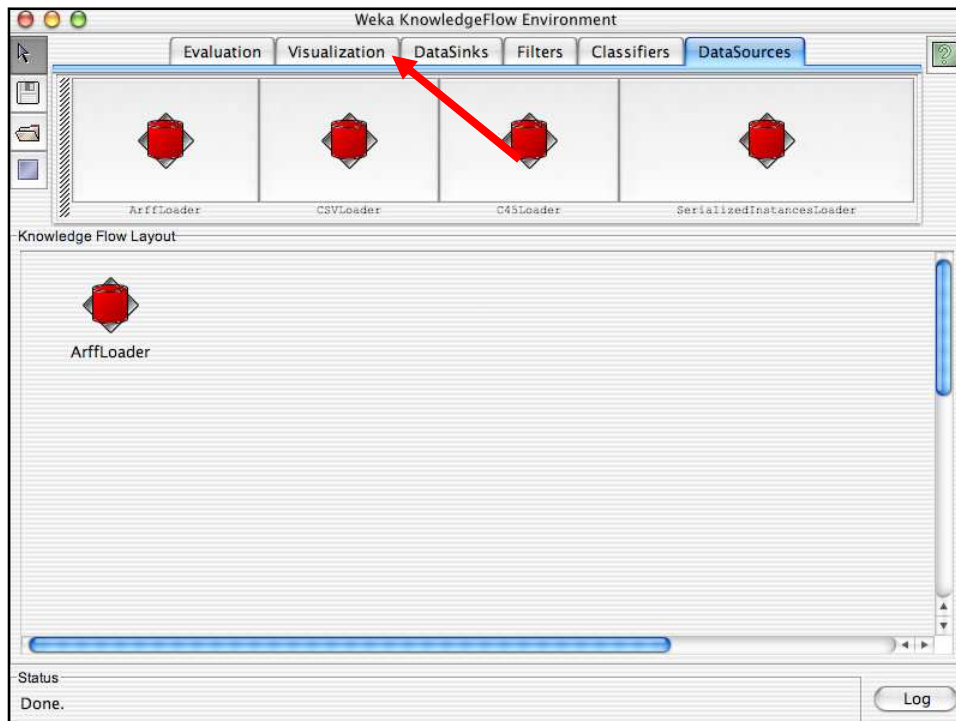 Weka KnowledgeFlow Environment
Evaluation Visualization DataSinks Filters Classifiers DataSources
ArffLoader CSVLoader C45Loader SerializedInstancesLoader
Knowledge Flow Layout
ArffLoader
Status
Done.
Log